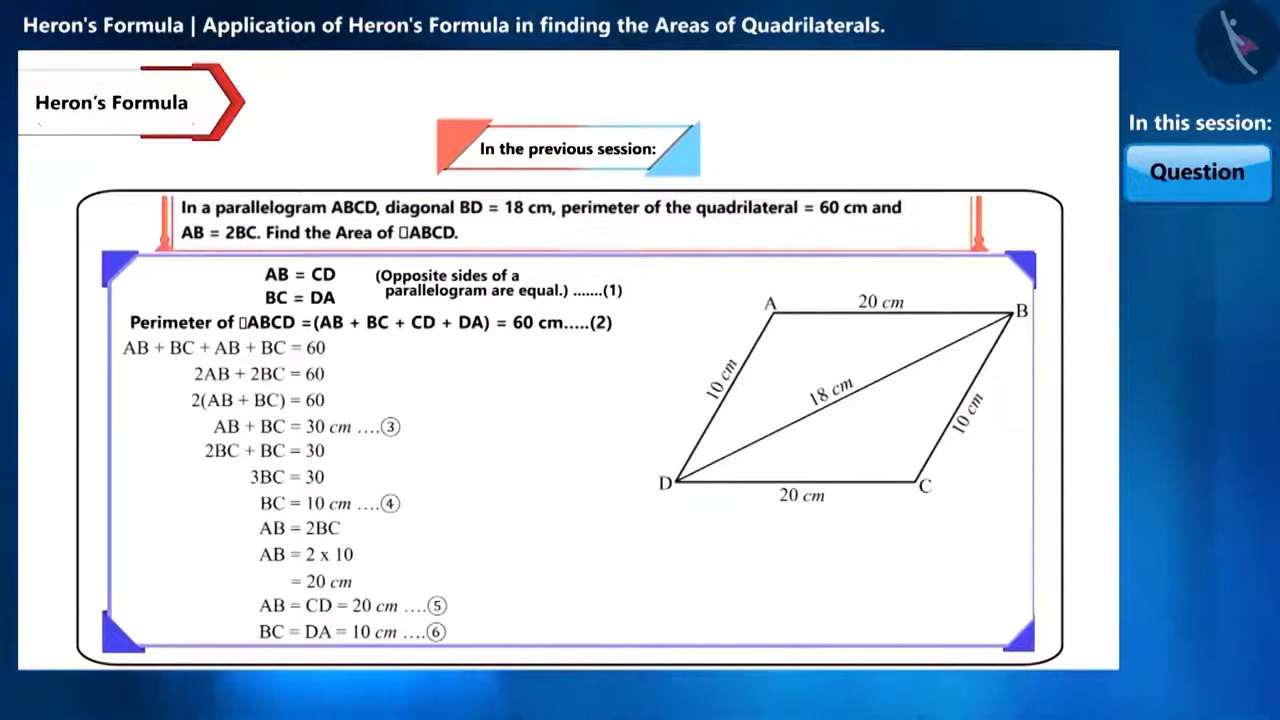 Heron's Formula | Application of Heron's Formula in finding the Areas of Quadrilaterals.
Heron's Formula
In the previous session:
In this session:
Question
In a parallelogram ABCD, diagonal BD = 18 cm, perimeter of the quadrilateral = 60 cm and
AB = 2BC. Find the Area of □ABCD.
AB = CD (Opposite sides of a
BC = DA parallelogram are equal.) .......(1)
Perimeter of □ABCD =(AB + BC + CD + DA) = 60 cm.....(2)
AB + BC + AB + BC = 60
2AB + 2BC = 60
2(AB + BC) = 60
AB + BC = 30 cm ....③
2BC + BC = 30
3BC = 30
BC = 10 cm ....④
AB = 2BC
AB = 2 x 10
= 20 cm
AB = CD = 20 cm ....⑤
BC = DA = 10 cm ....⑥
A 20 cm B
10 cm
18 cm
10 cm
D 20 cm C